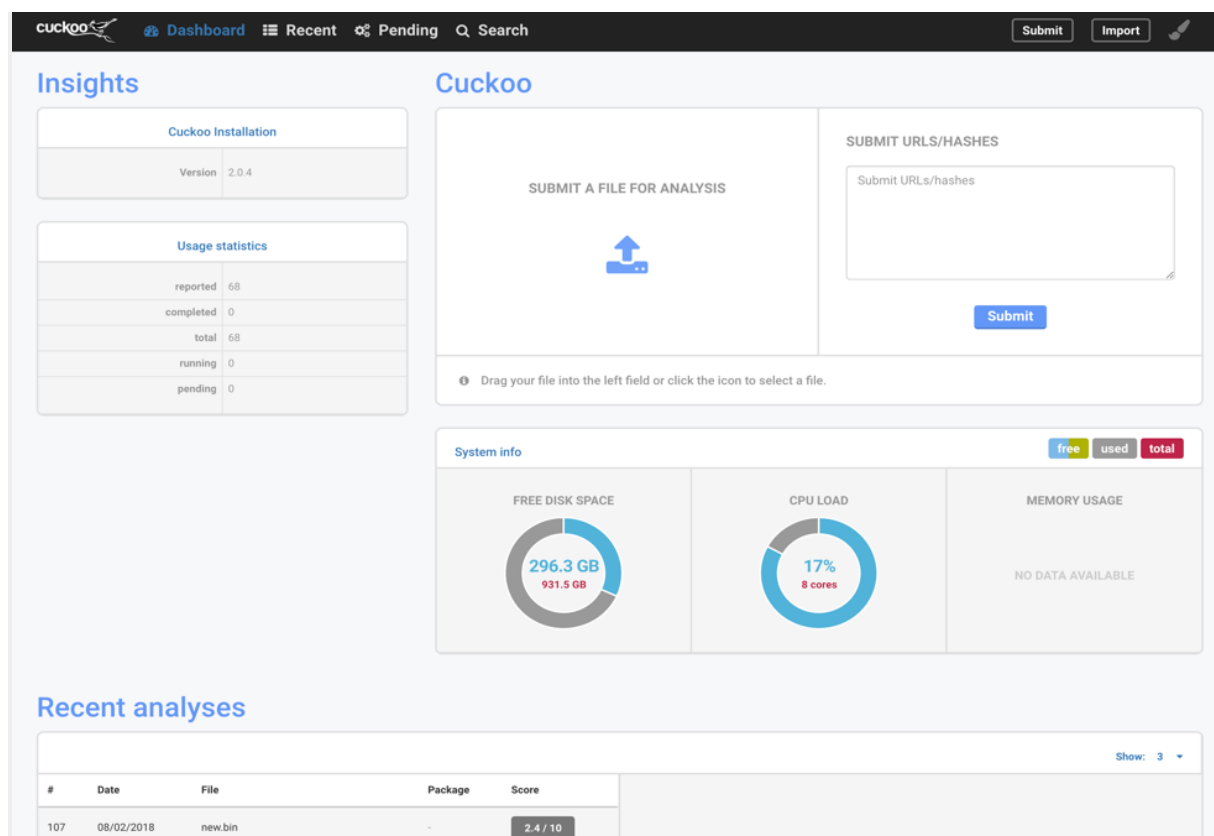 cuckoo Dashboard Recent Pending Search Submit Import
Insights
Cuckoo Installation
Version 2.0.4
Usage statistics
reported 68
completed 0
total 68
running 0
pending 0
Cuckoo
SUBMIT A FILE FOR ANALYSIS
SUBMIT URLS/HASHES
Submit URLs/hashes
Submit
Drag your file into the left field or click the icon to select a file.
System info free used total
FREE DISK SPACE
296.3 GB
931.5 GB
CPU LOAD
17%
8 cores
MEMORY USAGE
NO DATA AVAILABLE
Recent analyses
Show: 3
# Date File Package Score
107 08/02/2018 new.bin - 2.4 / 10